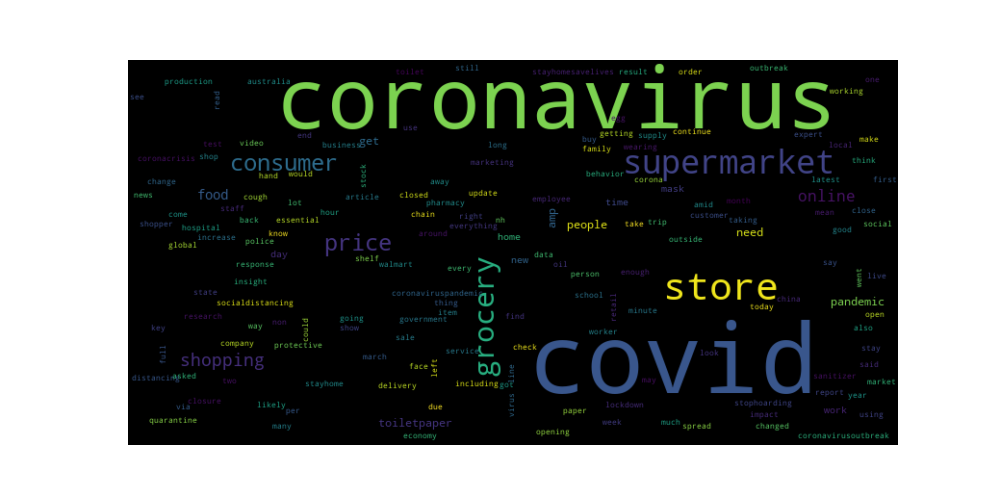 coronavirus
covid
supermarket
store
grocery
consumer
price
shopping
online
food
toiletpaper
people
need
pandemic
toilet
still
stayhomesavelives
result
order
outbreak
production
australia
one
see
read
working
egg
use
end
business
get
buy
getting
supply
continue
expert
family
long
local
make
test
video
coronacrisis
shop
stock
marketing
wearing
think
hand
would
behavior
corona
latest
first
change
away
mask
news
cough
article
closed
update
employee
time
amid
month
lot
pharmacy
come
staff
hour
chain
right
nh
amp
customer
taking
mean
close
shopper
back
essential
everything
take
trip
good
social
hospital
know
around
home
outside
increase
police
global
day
shelf
walmart
every
new
data
oil
say
response
person
enough
went
live
insight
state
coronaviruspandemic
school
retail
china
socialdistancing
thing
item
minute
today
open
research
could
going
government
find
also
key
way
non
show
worker
company
protective
sale
service
check
look
stay
full
march
face
left
said
distancing
asked
two
stayhome
delivery
including
got
line
virus
may
sanitizer
market
closure
likely
due
paper
lockdown
stophoarding
report
year
via
per
impact
work
using
quarantine
many
week
much
spread
changed
economy
opening
coronavirusoutbreak